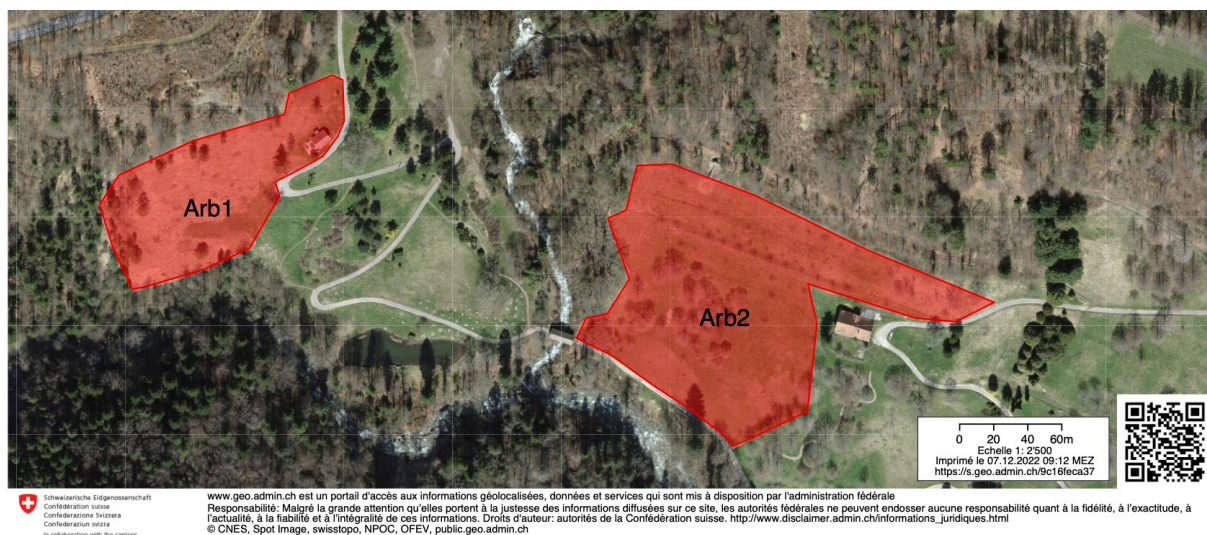 Arb1
Arb2
0 20 40 60m
Echelle 1: 2'500
Imprimé le 07.12.2022 09:12 MEZ
https://s.geo.admin.ch/9c16feca37
Schweizerische Eidgenossenschaft
Confédération suisse
Confederazione Svizzera
Confederaziun svizra
In collaboration with the cantons
www.geo.admin.ch est un portail d'accès aux informations géolocalisées, données et services qui sont mis à disposition par l'administration fédérale
Responsabilité: Malgré la grande attention qu'elles portent à la justesse des informations diffusées sur ce site, les autorités fédérales ne peuvent endosser aucune responsabilité quant à la fidélité, à l'exactitude, à
l'actualité, à la fiabilité et à l'intégralité de ces informations. Droits d'auteur: autorités de la Confédération suisse. http://www.disclaimer.admin.ch/informations_juridiques.html
© CNES, Spot Image, swisstopo, NPOC, OFEV, public.geo.admin.ch